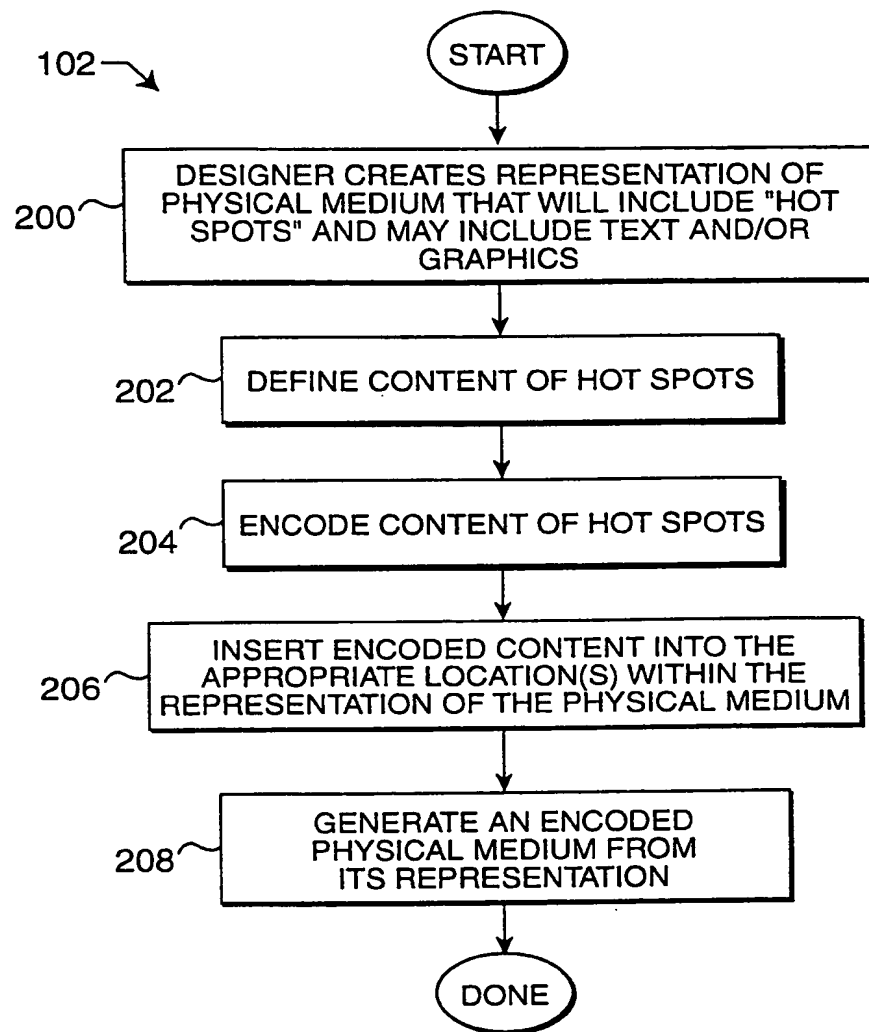 102
START
200
DESIGNER CREATES REPRESENTATION OF
PHYSICAL MEDIUM THAT WILL INCLUDE "HOT
SPOTS" AND MAY INCLUDE TEXT AND/OR
GRAPHICS
202
DEFINE CONTENT OF HOT SPOTS
204
ENCODE CONTENT OF HOT SPOTS
206
INSERT ENCODED CONTENT INTO THE
APPROPRIATE LOCATION(S) WITHIN THE
REPRESENTATION OF THE PHYSICAL MEDIUM
208
GENERATE AN ENCODED
PHYSICAL MEDIUM FROM
ITS REPRESENTATION
DONE